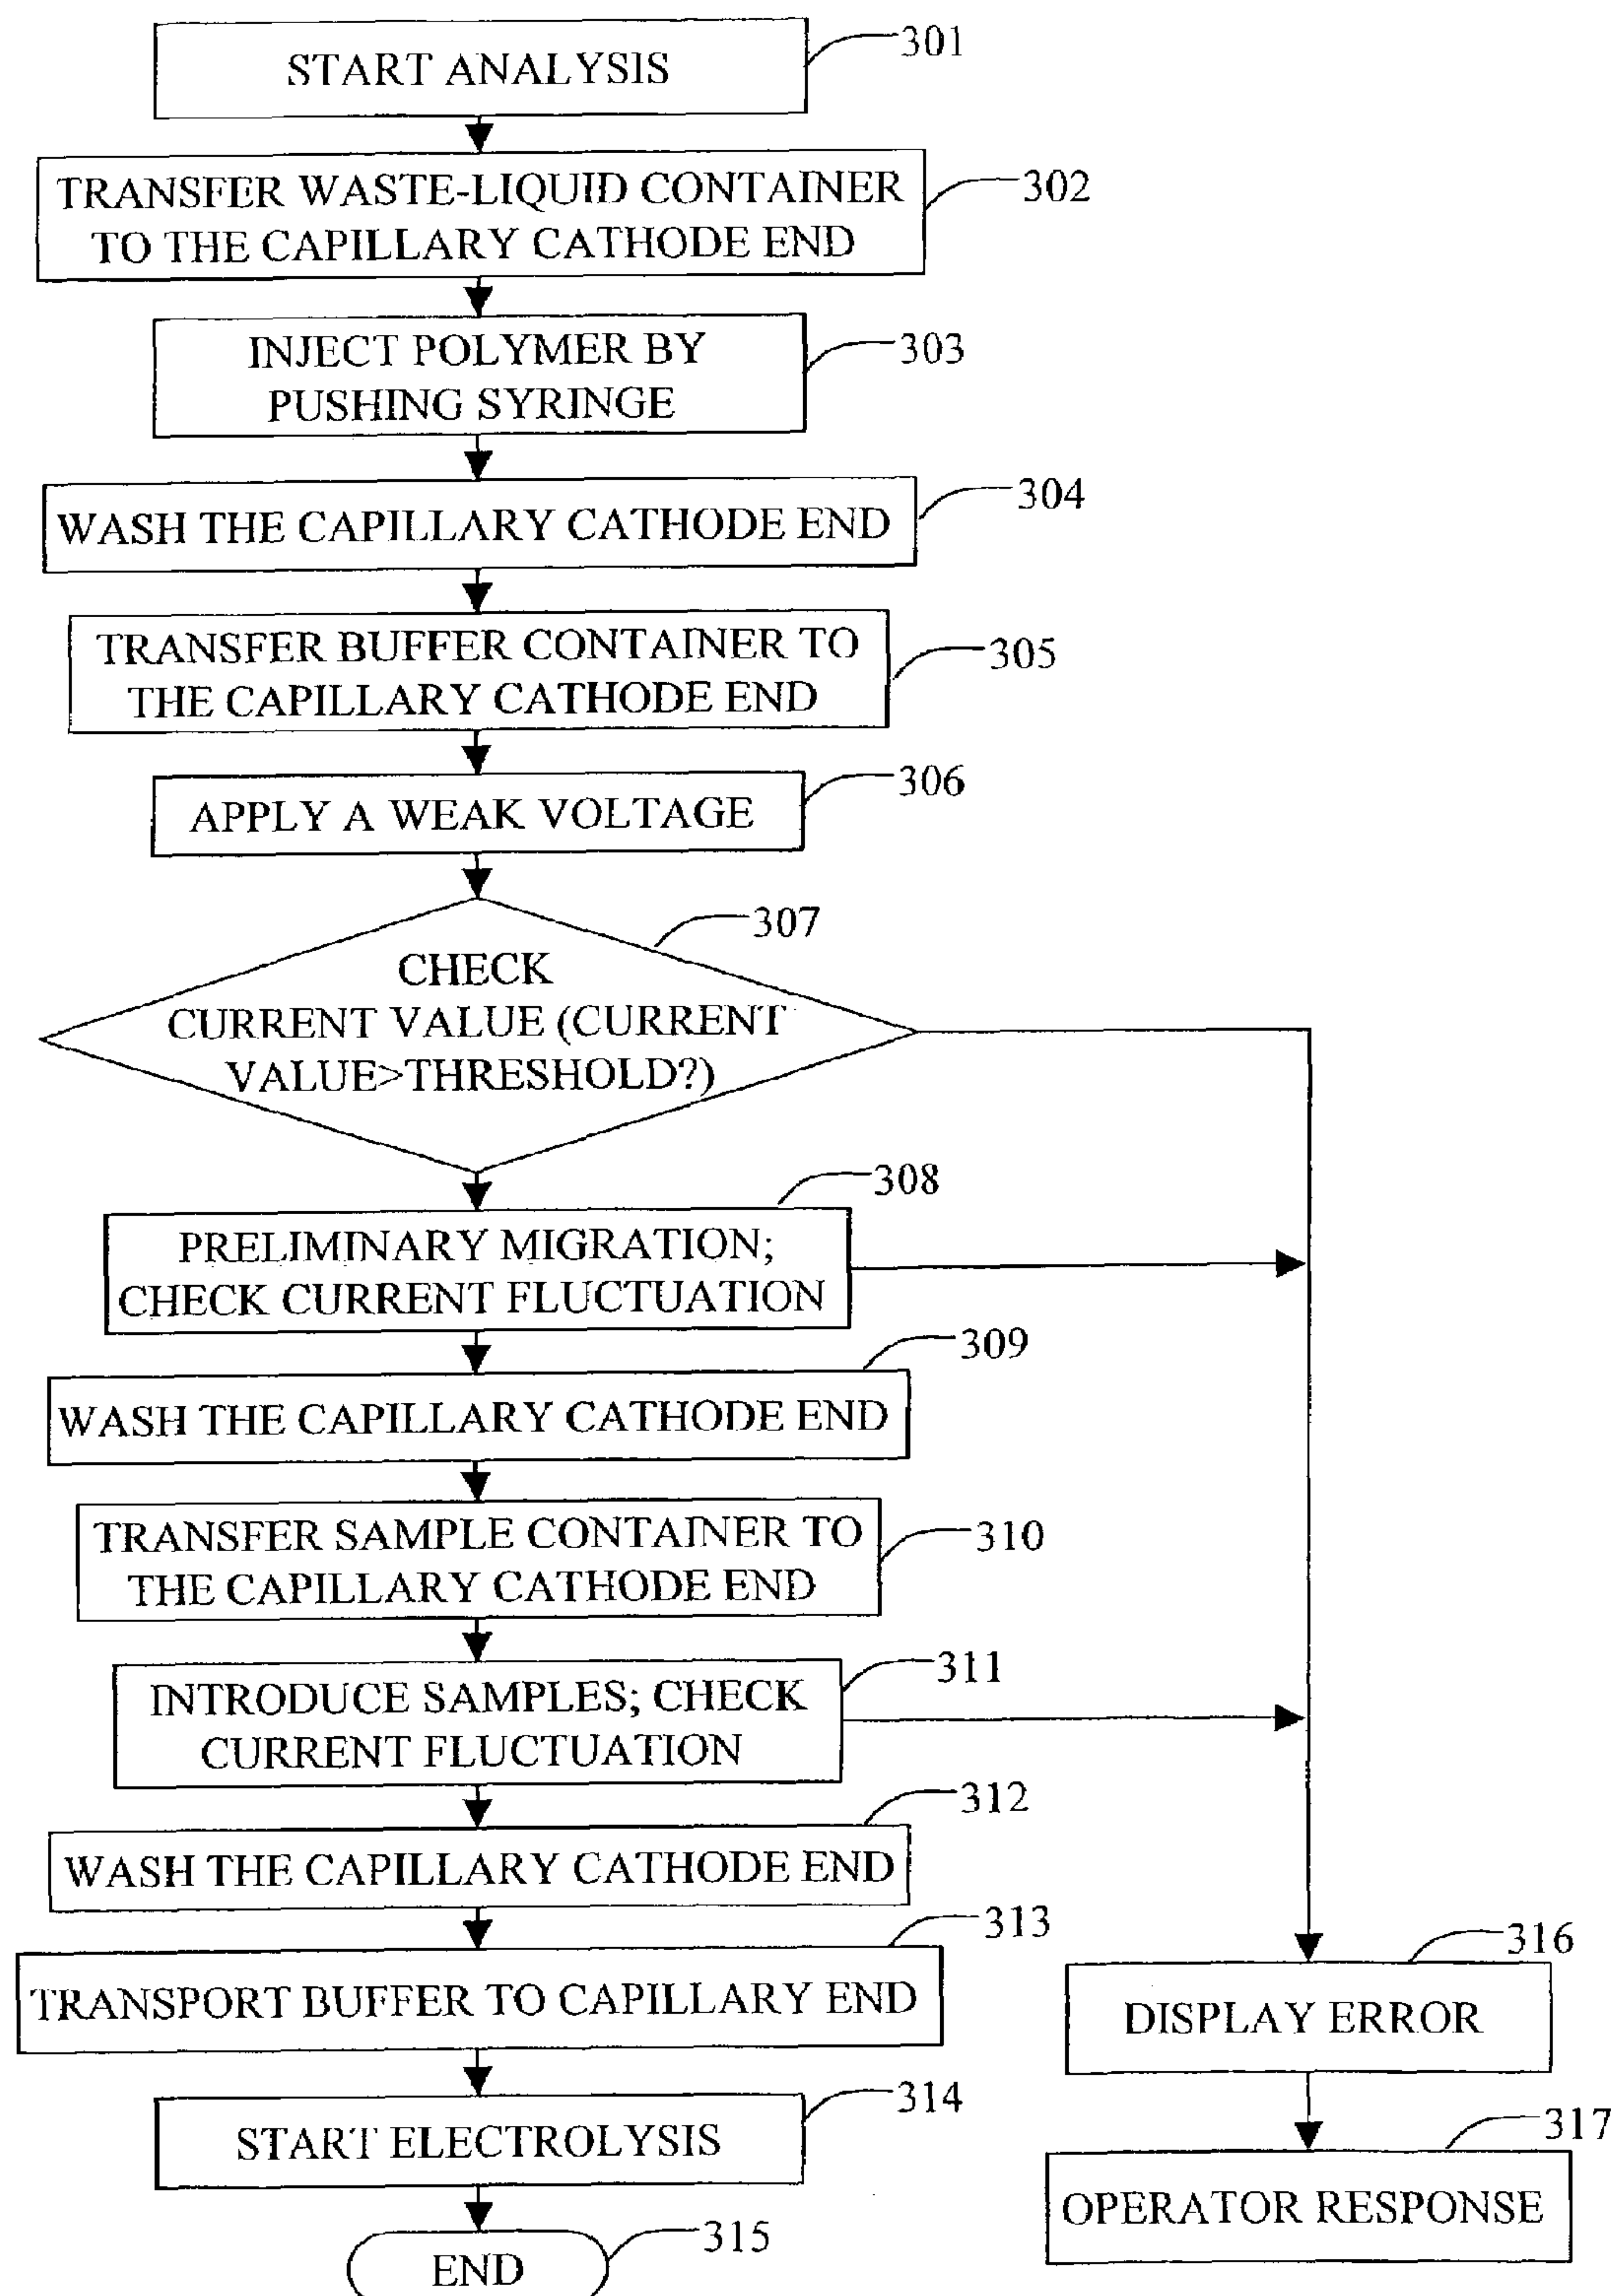 START ANALYSIS
301
TRANSFER WASTE-LIQUID CONTAINER
TO THE CAPILLARY CATHODE END
302
INJECT POLYMER BY
PUSHING SYRINGE
303
WASH THE CAPILLARY CATHODE END
304
TRANSFER BUFFER CONTAINER TO
THE CAPILLARY CATHODE END
305
APPLY A WEAK VOLTAGE
306
CHECK
CURRENT VALUE (CURRENT
VALUE>THRESHOLD?)
307
PRELIMINARY MIGRATION;
CHECK CURRENT FLUCTUATION
308
WASH THE CAPILLARY CATHODE END
309
TRANSFER SAMPLE CONTAINER TO
THE CAPILLARY CATHODE END
310
INTRODUCE SAMPLES; CHECK
CURRENT FLUCTUATION
311
WASH THE CAPILLARY CATHODE END
312
TRANSPORT BUFFER TO CAPILLARY END
313
START ELECTROLYSIS
314
END
315
DISPLAY ERROR
316
OPERATOR RESPONSE
317